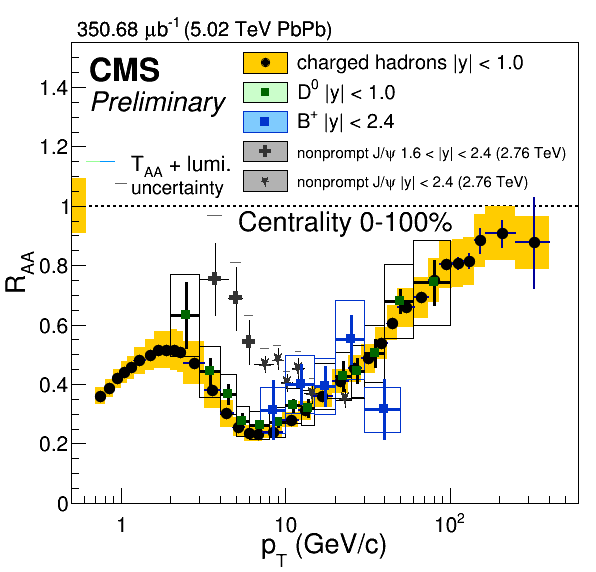 350.68 μb⁻¹ (5.02 TeV PbPb)
CMS
Preliminary
charged hadrons |y| < 1.0
D⁰ |y| < 1.0
B⁺ |y| < 2.4
nonprompt J/ψ 1.6 < |y| < 2.4 (2.76 TeV)
nonprompt J/ψ |y| < 2.4 (2.76 TeV)
T_AA + lumi.
uncertainty
Centrality 0-100%
R_AA
1.4
1.2
1
0.8
0.6
0.4
0.2
0
1
10
10²
p_T (GeV/c)